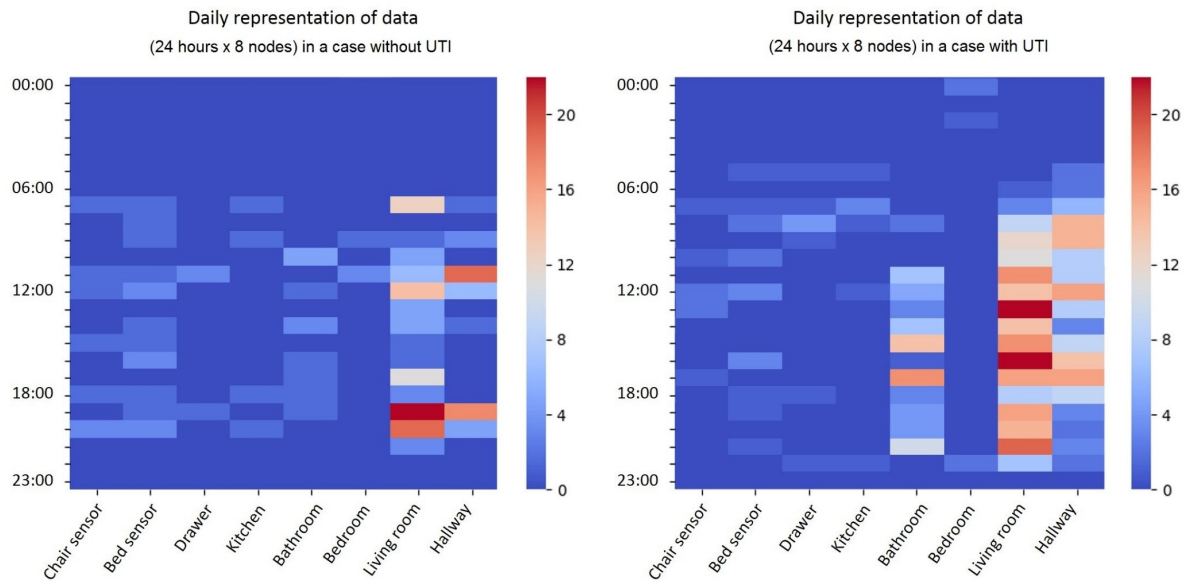 Daily representation of data
(24 hours x 8 nodes) in a case without UTI
00:00
06:00
12:00
18:00
23:00
20
16
12
8
4
0
Chair sensor
Bed sensor
Drawer
Kitchen
Bathroom
Bedroom
Living room
Hallway
Daily representation of data
(24 hours x 8 nodes) in a case with UTI
00:00
06:00
12:00
18:00
23:00
20
16
12
8
4
0
Chair sensor
Bed sensor
Drawer
Kitchen
Bathroom
Bedroom
Living room
Hallway